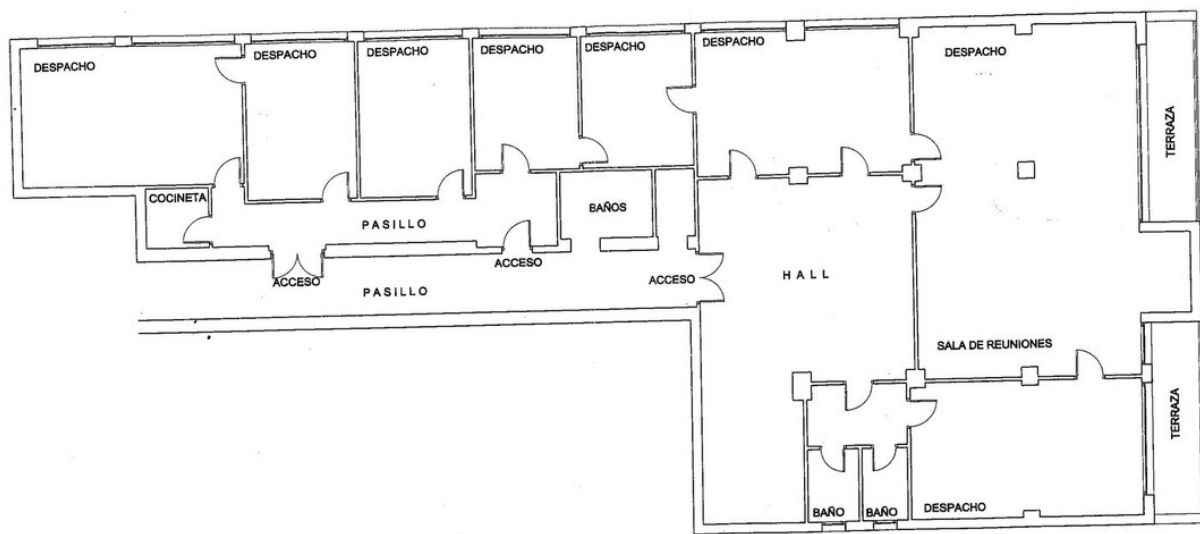 DESPACHO
DESPACHO
DESPACHO
DESPACHO
DESPACHO
DESPACHO
DESPACHO
TERRAZA
COCINETA
PASILLO
BAÑOS
ACCESO
ACCESO
ACCESO
PASILLO
HALL
SALA DE REUNIONES
TERRAZA
BAÑO
BAÑO
DESPACHO